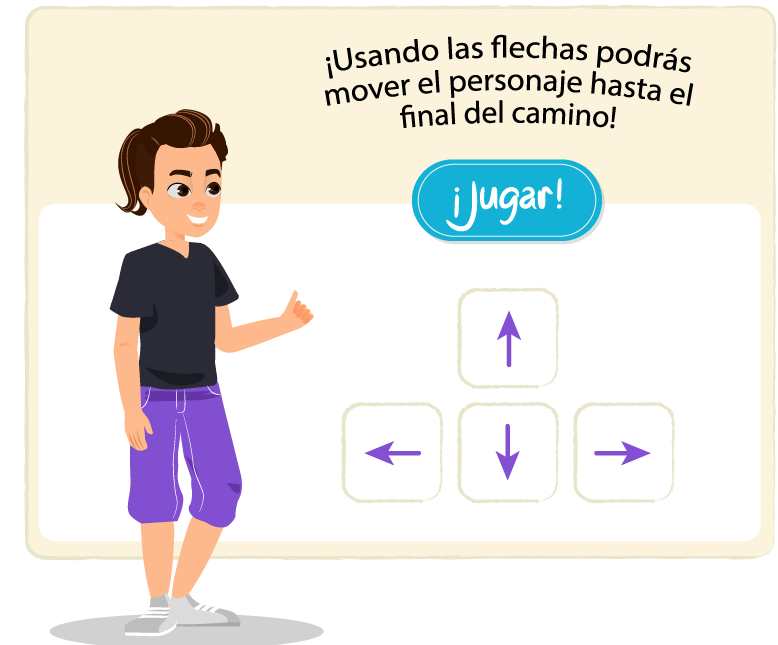 ¡Usando las flechas podrás
mover el personaje hasta el
final del camino!
¡Jugar!